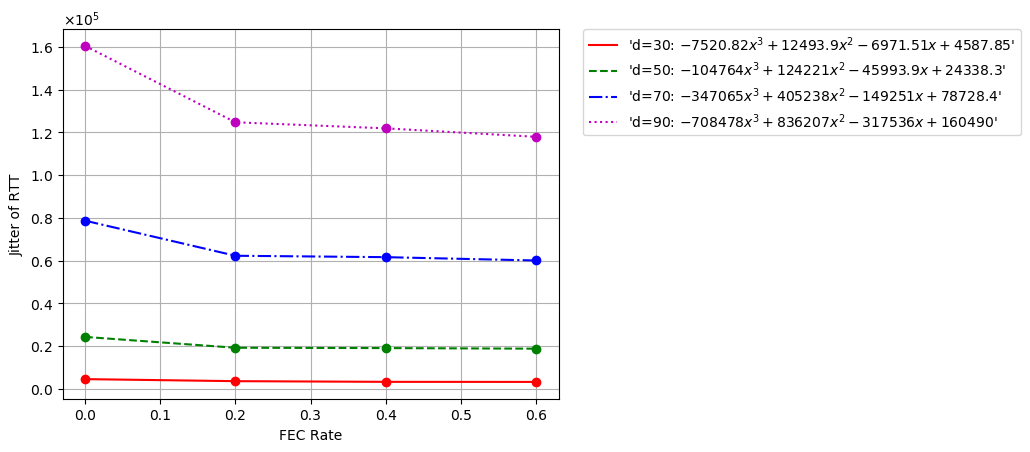 ×10⁵
1.6
1.4
1.2
1.0
0.8
0.6
0.4
0.2
0.0
Jitter of RTT
0.0 0.1 0.2 0.3 0.4 0.5 0.6
FEC Rate
'd=30: −7520.82x³ + 12493.9x² − 6971.51x + 4587.85'
'd=50: −104764x³ + 124221x² − 45993.9x + 24338.3'
'd=70: −347065x³ + 405238x² − 149251x + 78728.4'
'd=90: −708478x³ + 836207x² − 317536x + 160490'